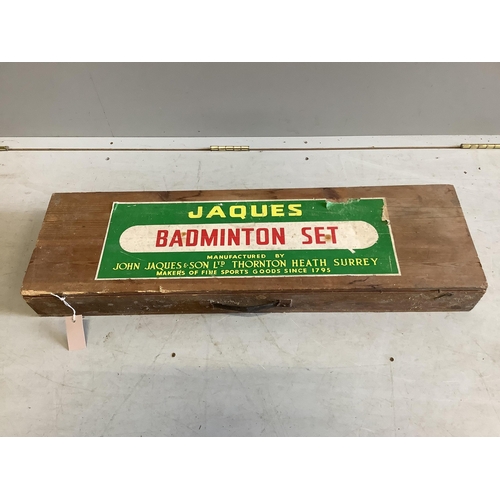 JAQUES
BADMINTON SET
MANUFACTURED BY
JOHN JAQUES & SON LTD THORNTON HEATH SURREY
MAKERS OF FINE SPORTS GOODS SINCE 1795